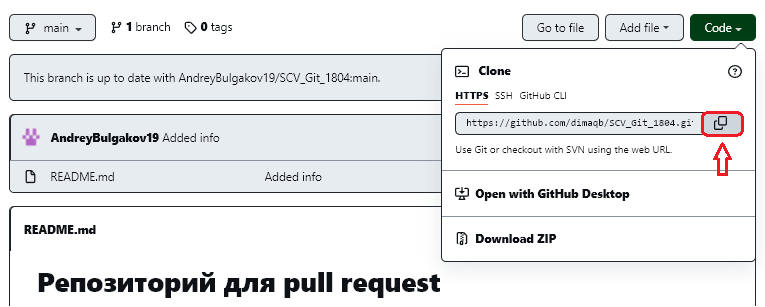 main 1 branch 0 tags Go to file Add file Code
This branch is up to date with AndreyBulgakov19/SCV_Git_1804:main.
Clone
HTTPS SSH GitHub CLI
https://github.com/dimaqb/SCV_Git_1804.git
Use Git or checkout with SVN using the web URL.
Open with GitHub Desktop
Download ZIP
AndreyBulgakov19 Added info
README.md Added info
README.md
Репозиторий для pull request